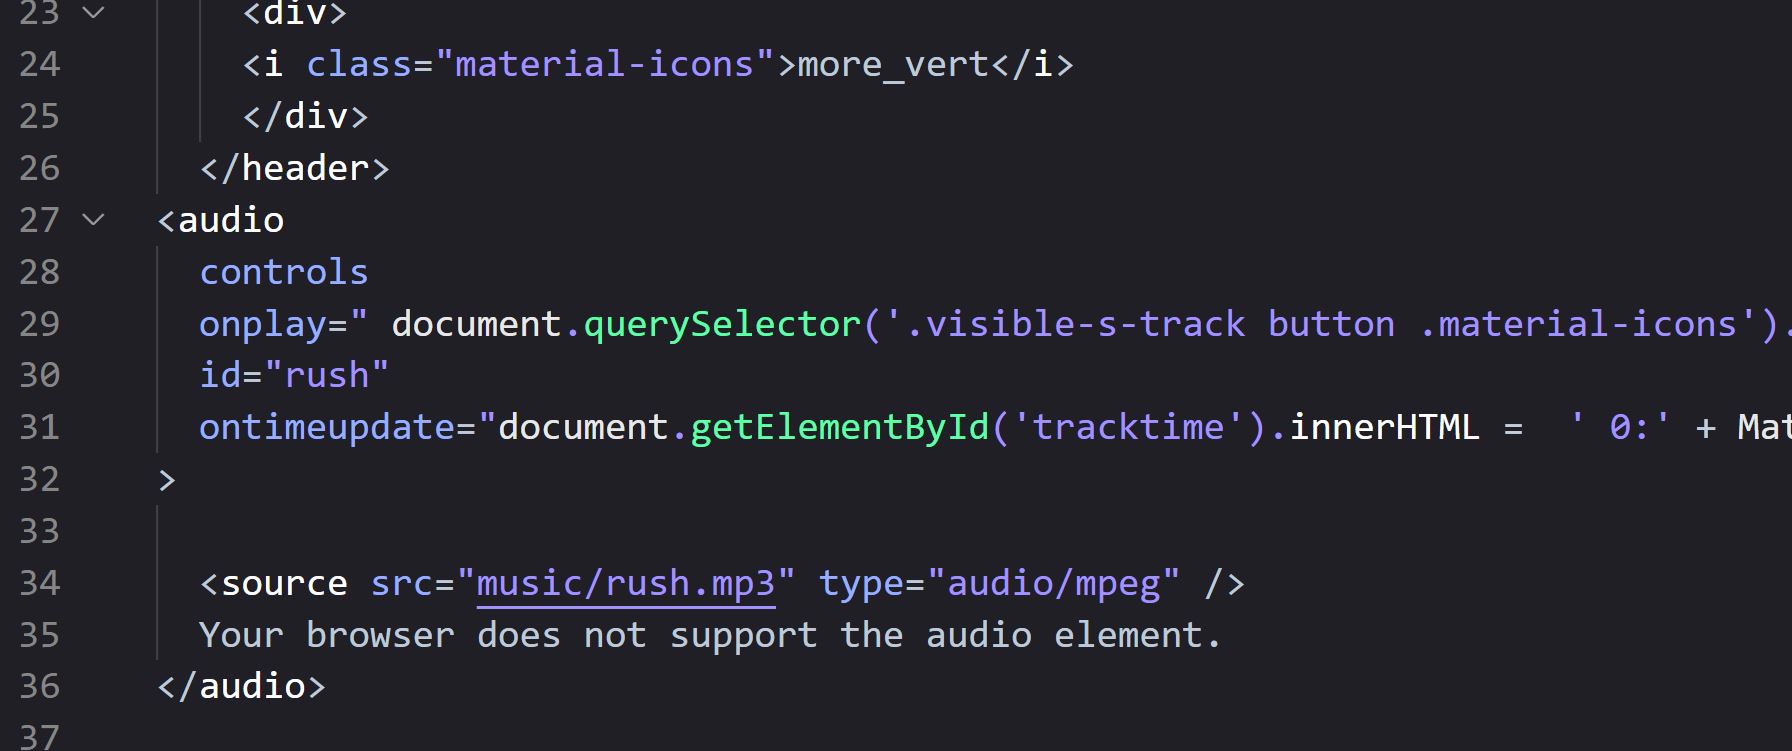 23 <div>
24 <i class="material-icons">more_vert</i>
25 </div>
26 </header>
27 <audio
28 controls
29 onplay=" document.querySelector('.visible-s-track button .material-icons').
30 id="rush"
31 ontimeupdate="document.getElementById('tracktime').innerHTML =  ' 0:' + Mat
32 >
33
34 <source src="music/rush.mp3" type="audio/mpeg" />
35 Your browser does not support the audio element.
36 </audio>
37